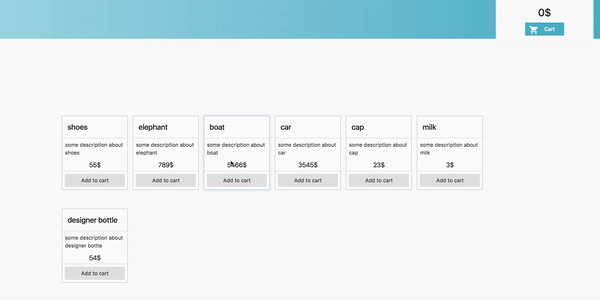 0$
Cart
shoes
elephant
boat
car
cap
milk
some description about
shoes
some description about
elephant
some description about
boat
some description about
car
some description about
cap
some description about
milk
55$
789$
3545$
23$
3$
Add to cart
Add to cart
Add to cart
Add to cart
Add to cart
Add to cart
designer bottle
some description about
designer bottle
54$
Add to cart